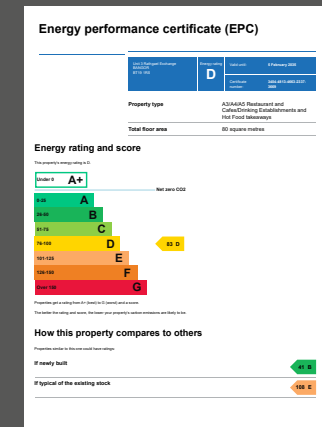 Energy performance certificate (EPC)
Energy rating
D
Valid until:
Certificate number:
Property type
A3/A4/A5 Restaurant and Cafes/Drinking Establishments and Hot Food takeaways
Total floor area
80 square metres
Energy rating and score
This property's energy rating is D.
Under 0 A+
Net zero CO2
0-25 A
26-50 B
51-75 C
76-100 D
83 D
101-125 E
126-150 F
Over 150 G
Properties get a rating from A+ (best) to G (worst) and a score.
The better the rating and score, the lower your property's carbon emissions are likely to be.
How this property compares to others
Properties similar to this one could have ratings:
If newly built
41 B
If typical of the existing stock
108 E